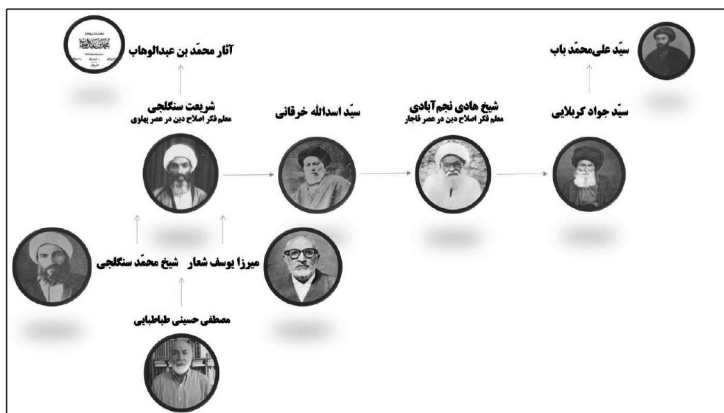 سیّد علی‌محمّد باب
آثار محمّد بن عبدالوهاب
سیّد جواد کربلایی
شیخ هادی نجم‌آبادی
معلم فکر اصلاح دین در عصر قاجار
سیّد اسدالله خرقانی
شریعت سنگلجی
معلم فکر اصلاح دین در عصر پهلوی
میرزا یوسف شعار
شیخ محمّد سنگلجی
مصطفی حسینی طباطبایی